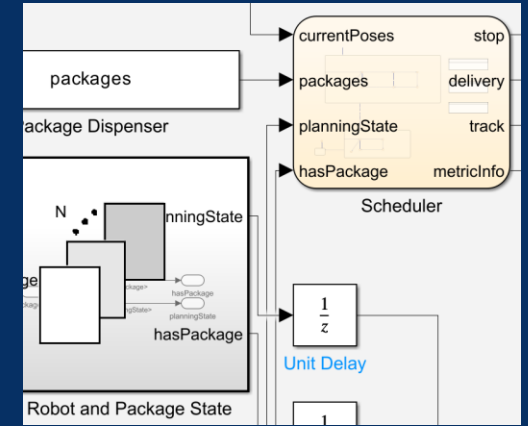 currentPoses
stop
packages
packages
delivery
Package Dispenser
planningState
track
hasPackage
metricInfo
Scheduler
N
nningState
hasPackage
planningState
hasPackage
1
z
Unit Delay
Robot and Package State
1